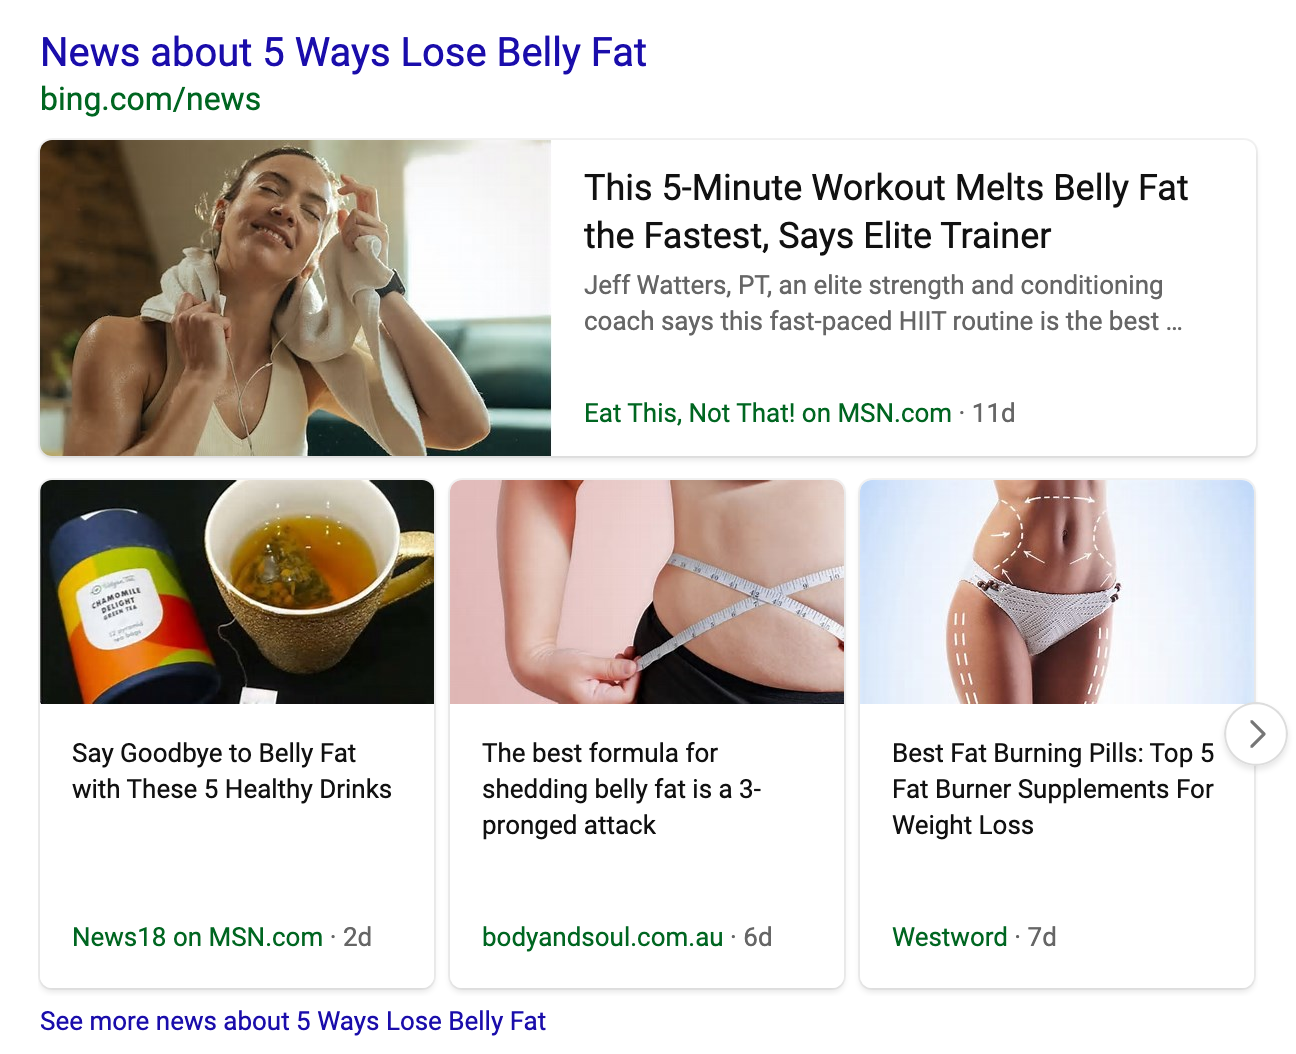 News about 5 Ways Lose Belly Fat
bing.com/news
This 5-Minute Workout Melts Belly Fat
the Fastest, Says Elite Trainer
Jeff Watters, PT, an elite strength and conditioning
coach says this fast-paced HIIT routine is the best ...
Eat This, Not That! on MSN.com · 11d
CHAMOMILE
DELIGHT
GREEN TEA
Say Goodbye to Belly Fat
with These 5 Healthy Drinks
News18 on MSN.com · 2d
The best formula for
shedding belly fat is a 3-
pronged attack
bodyandsoul.com.au · 6d
Best Fat Burning Pills: Top 5
Fat Burner Supplements For
Weight Loss
Westword · 7d
See more news about 5 Ways Lose Belly Fat